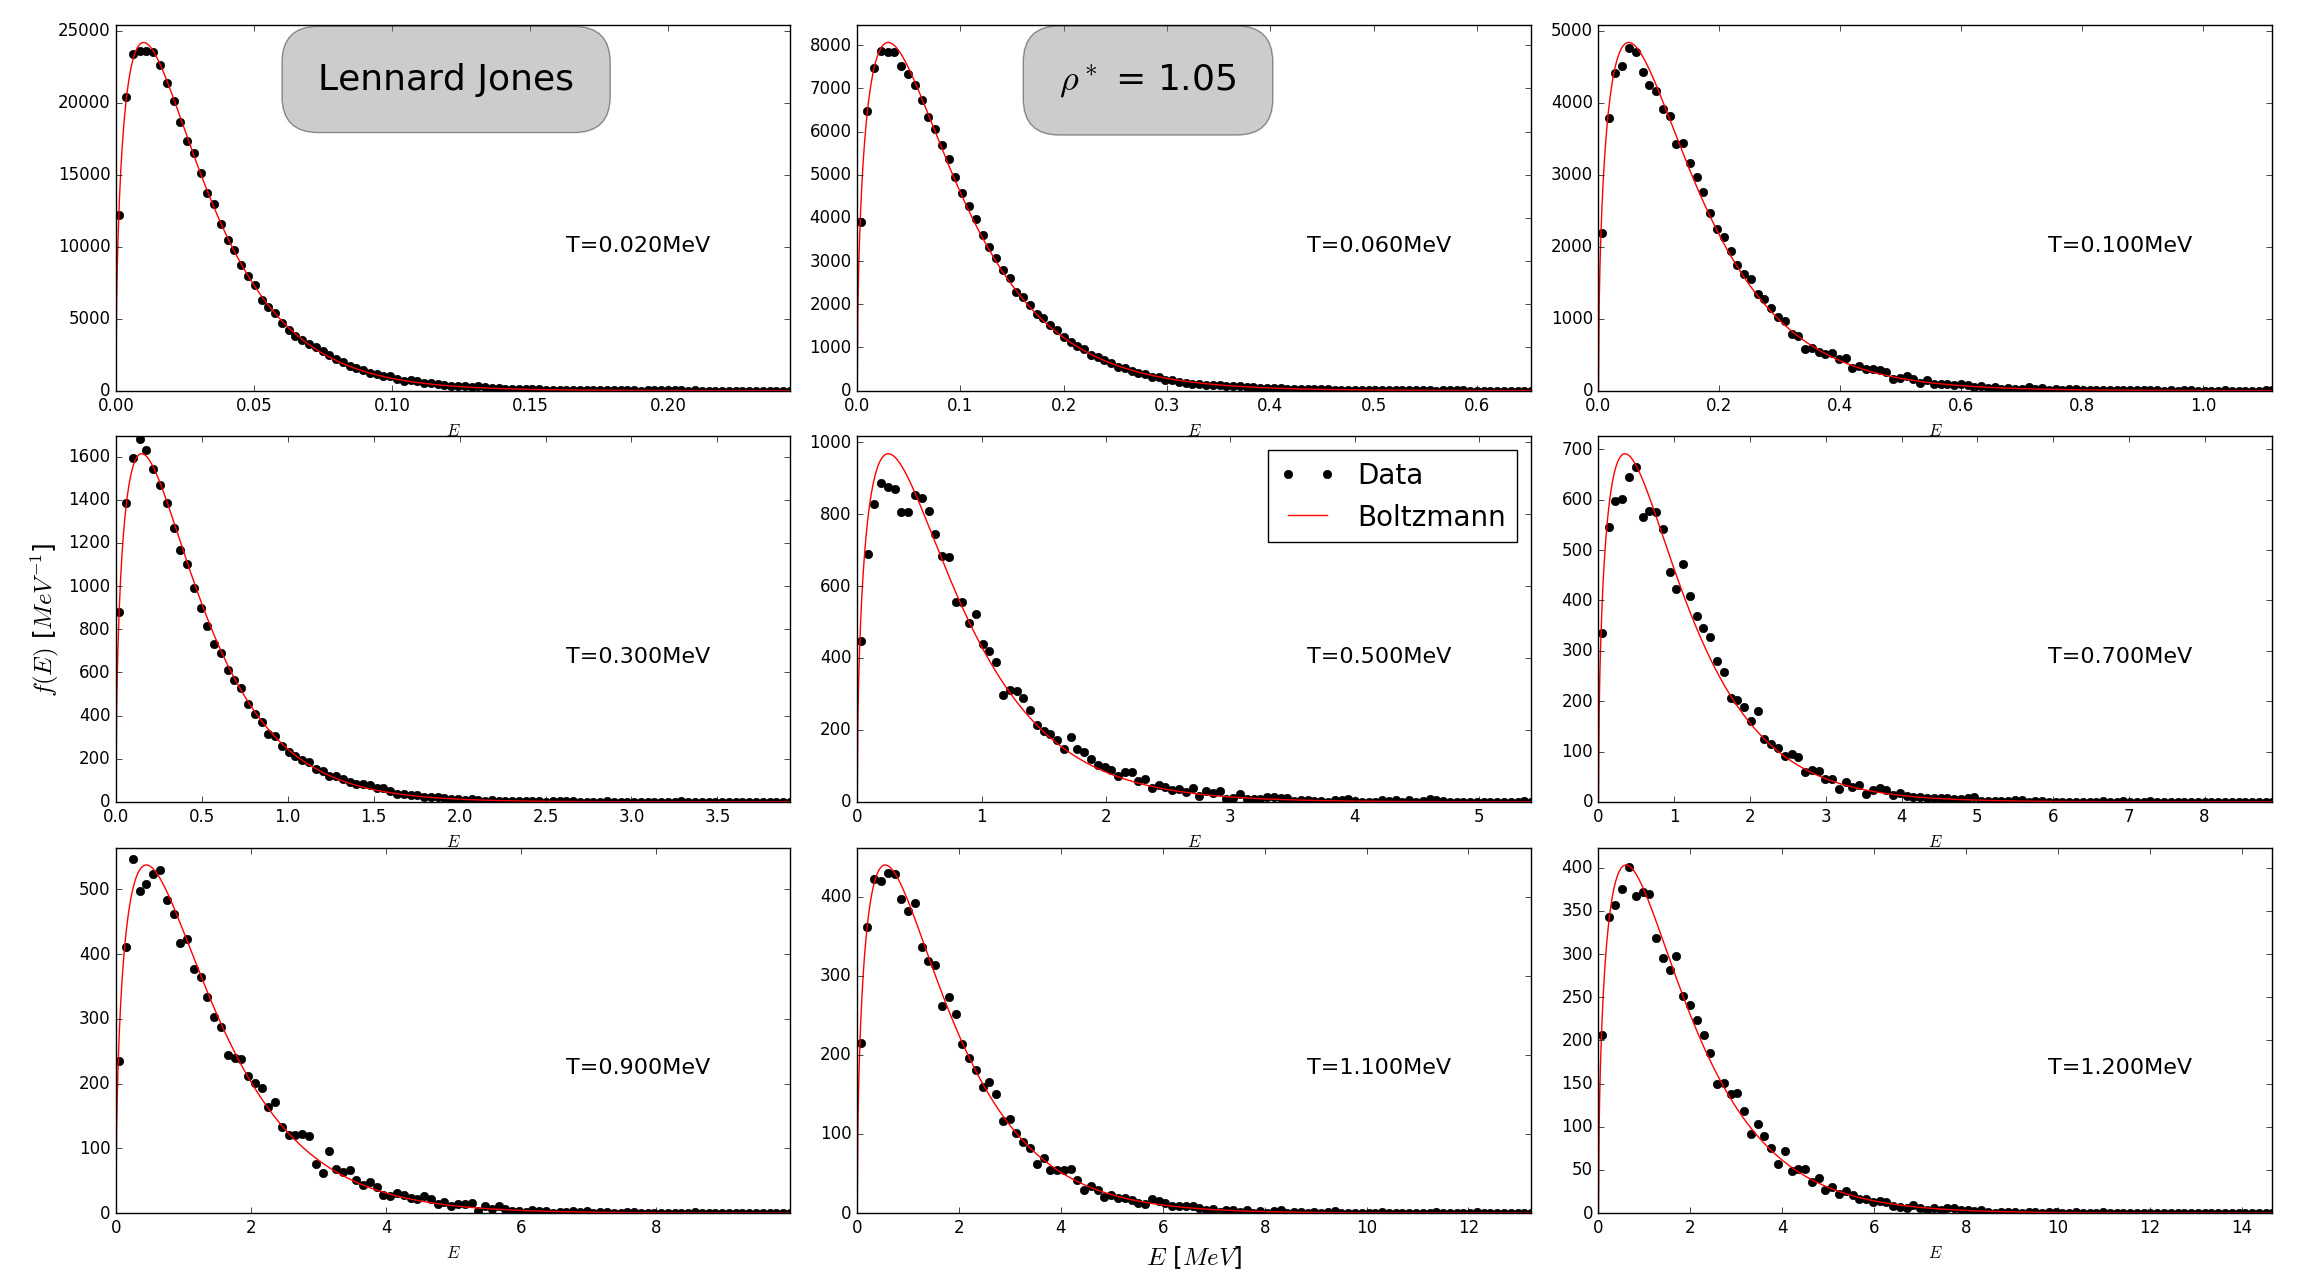 Lennard Jones
ρ* = 1.05
T=0.020MeV
T=0.060MeV
T=0.100MeV
25000
20000
15000
10000
5000
0
0.00 0.05 0.10 0.15 0.20
E
8000
7000
6000
5000
4000
3000
2000
1000
0
0.0 0.1 0.2 0.3 0.4 0.5 0.6
E
5000
4000
3000
2000
1000
0
0.0 0.2 0.4 0.6 0.8 1.0
E
f(E) [MeV⁻¹]
1600
1400
1200
1000
800
600
400
200
0
T=0.300MeV
0.0 0.5 1.0 1.5 2.0 2.5 3.0 3.5
E
1000
800
600
400
200
0
Data
Boltzmann
T=0.500MeV
0 1 2 3 4 5
E
700
600
500
400
300
200
100
0
T=0.700MeV
0 1 2 3 4 5 6 7 8
E
500
400
300
200
100
0
T=0.900MeV
0 2 4 6 8
E
400
300
200
100
0
T=1.100MeV
0 2 4 6 8 10 12
E [MeV]
400
350
300
250
200
150
100
50
0
T=1.200MeV
0 2 4 6 8 10 12 14
E